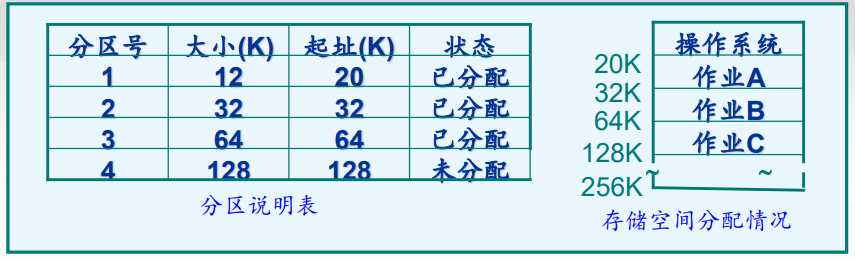 分区号 大小(K) 起址(K) 状态
1 12 20 已分配
2 32 32 已分配
3 64 64 已分配
4 128 128 未分配
分区说明表
操作系统
20K
作业A
32K
作业B
64K
作业C
128K
~ ~
256K
存储空间分配情况